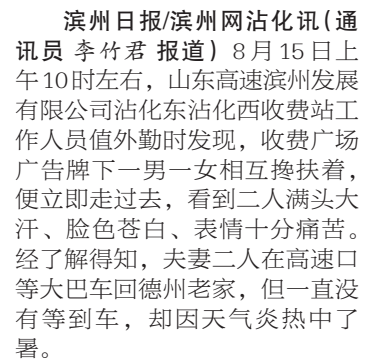 滨州日报/滨州网沾化讯（通
讯员 李竹君 报道）8月15日上
午10时左右，山东高速滨州发展
有限公司沾化东沾化西收费站工
作人员值外勤时发现，收费广场
广告牌下一男一女相互搀扶着，
便立即走过去，看到二人满头大
汗、脸色苍白、表情十分痛苦。
经了解得知，夫妻二人在高速口
等大巴车回德州老家，但一直没
有等到车，却因天气炎热中了
暑。